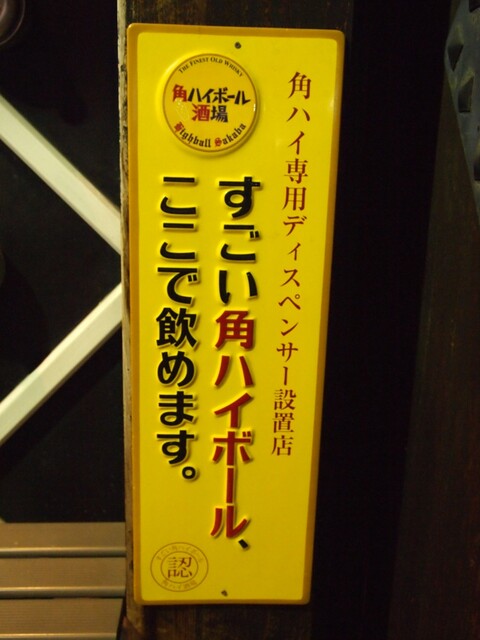 THE FINEST OLD WHISKY
角ハイボール
酒場
Highball Sakaba
角ハイ専用ディスペンサー設置店
すごい角ハイボール、
ここで飲めます。
認